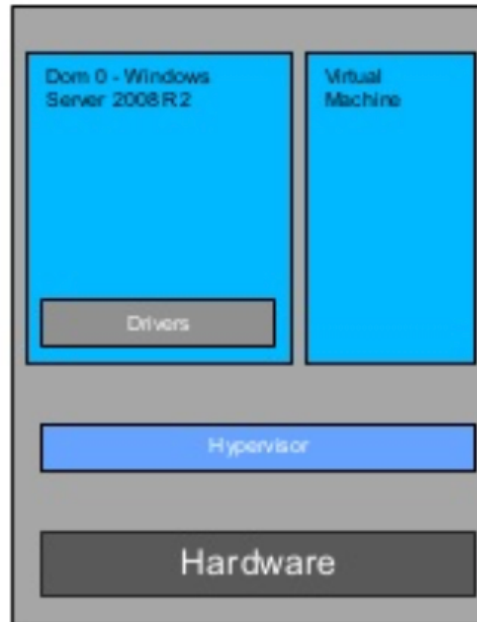 Dom 0 - Windows
Server 2008 R2
Virtual
Machine
Drivers
Hypervisor
Hardware